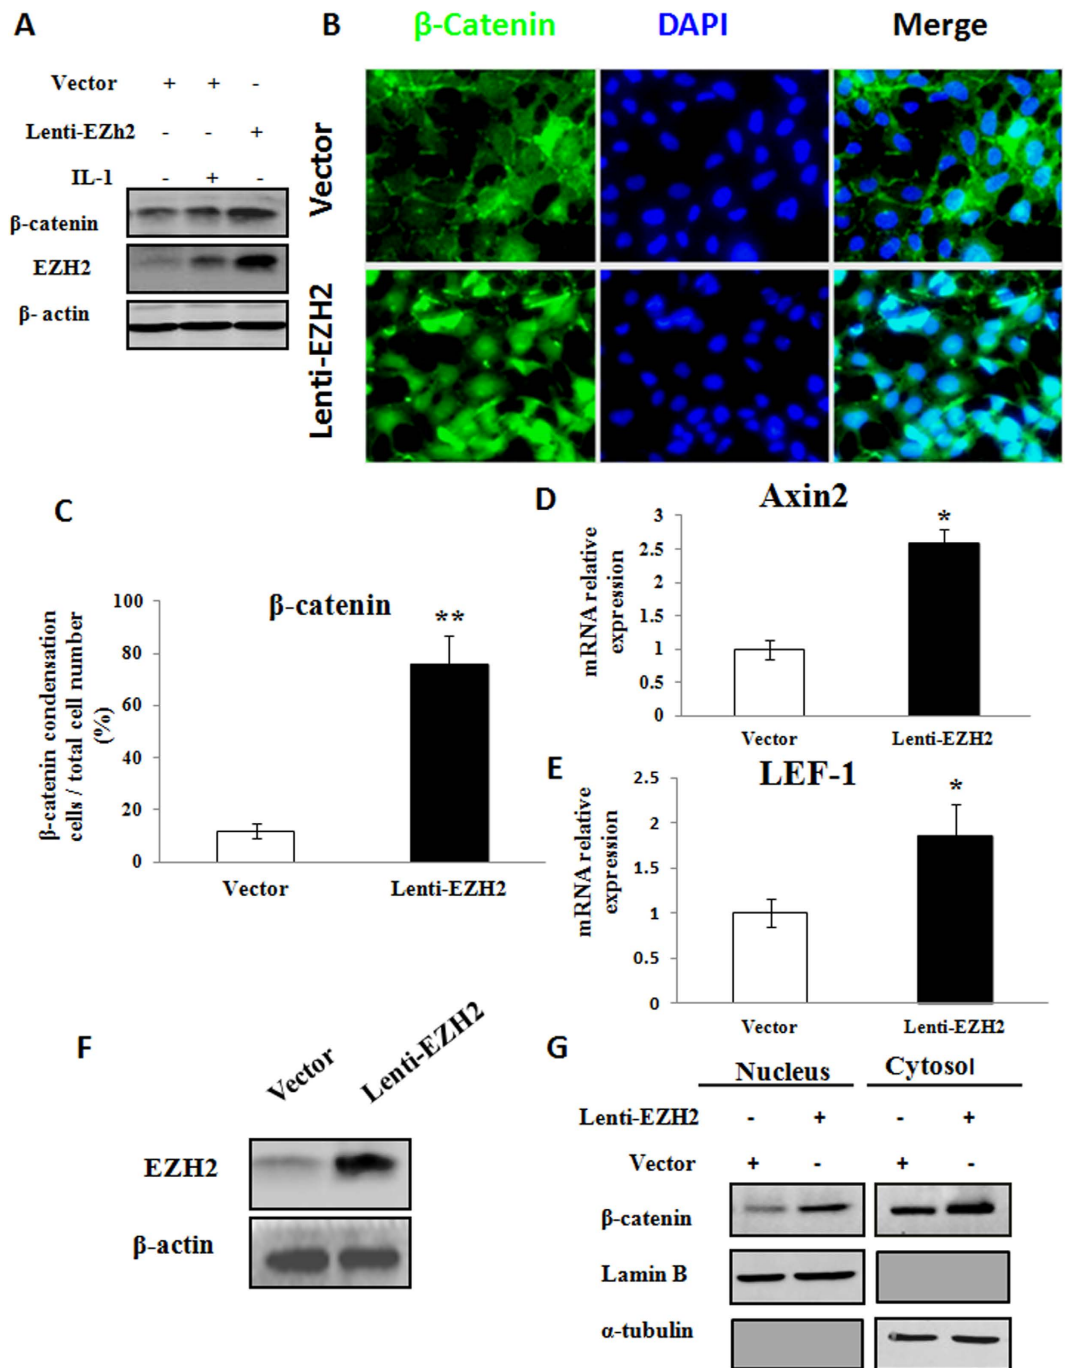 A
Vector + + -
Lenti-EZh2 - - +
IL-1 - + -
β-catenin
EZH2
β- actin
B
β-Catenin DAPI Merge
Vector
Lenti-EZH2
C
β-catenin
β-catenin condensation
cells / total cell number
(%)
100
80
60
40
20
0
**
Vector Lenti-EZH2
D
Axin2
mRNA relative
expression
3
2.5
2
1.5
1
0.5
0
*
Vector Lenti-EZH2
E
LEF-1
mRNA relative
expression
2.5
2
1.5
1
0.5
0
*
Vector Lenti-EZH2
F
Vector Lenti-EZH2
EZH2
β-actin
G
Nucleus Cytosol
Lenti-EZH2 - + - +
Vector + - + -
β-catenin
Lamin B
α-tubulin